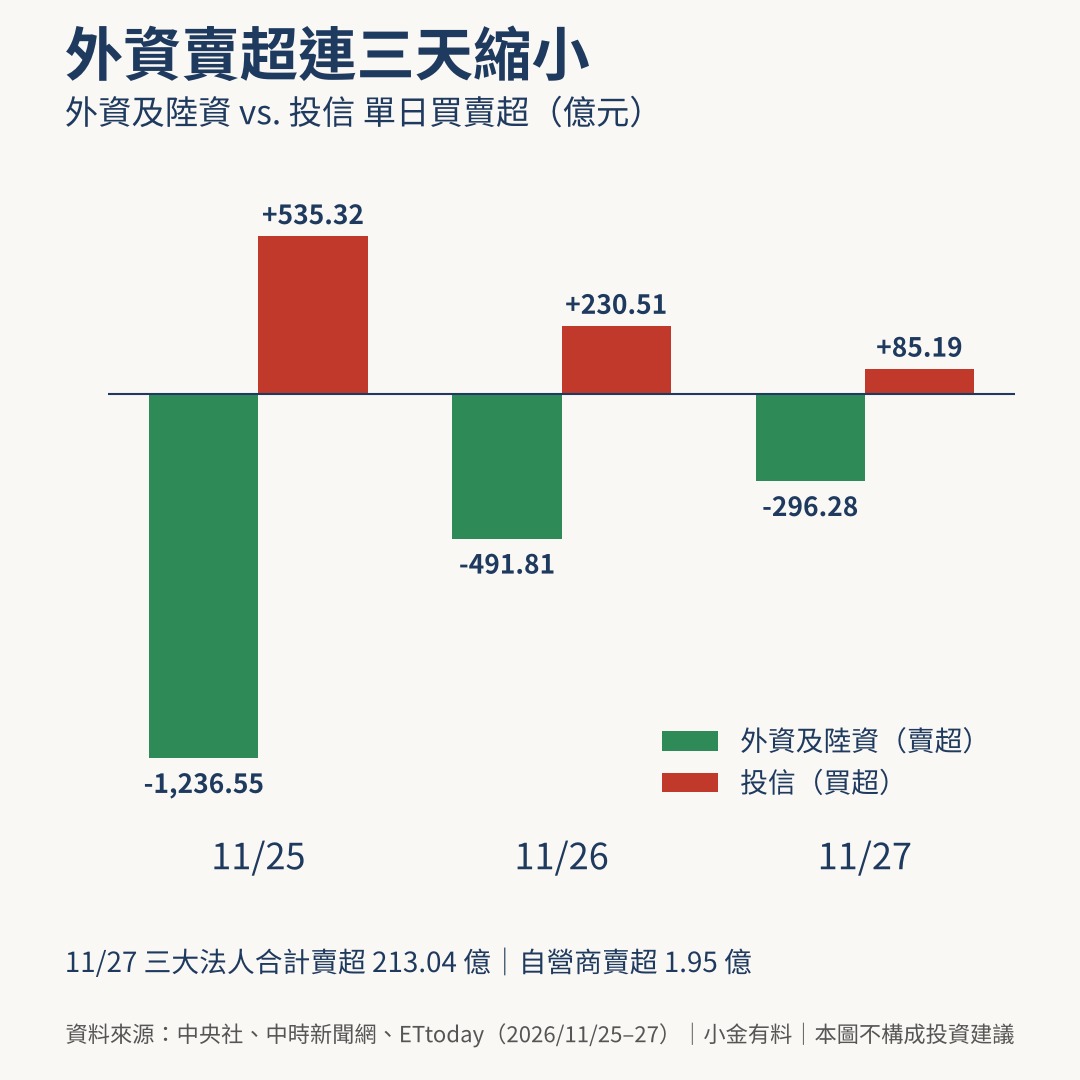 外資賣超連三天縮小
外資及陸資 vs. 投信 單日買賣超（億元）
+535.32
+230.51
+85.19
-296.28
-491.81
-1,236.55
外資及陸資（賣超）
投信（買超）
11/25
11/26
11/27
11/27 三大法人合計賣超 213.04 億｜自營商賣超 1.95 億
資料來源：中央社、中時新聞網、ETtoday（2026/11/25–27）｜小金有料｜本圖不構成投資建議